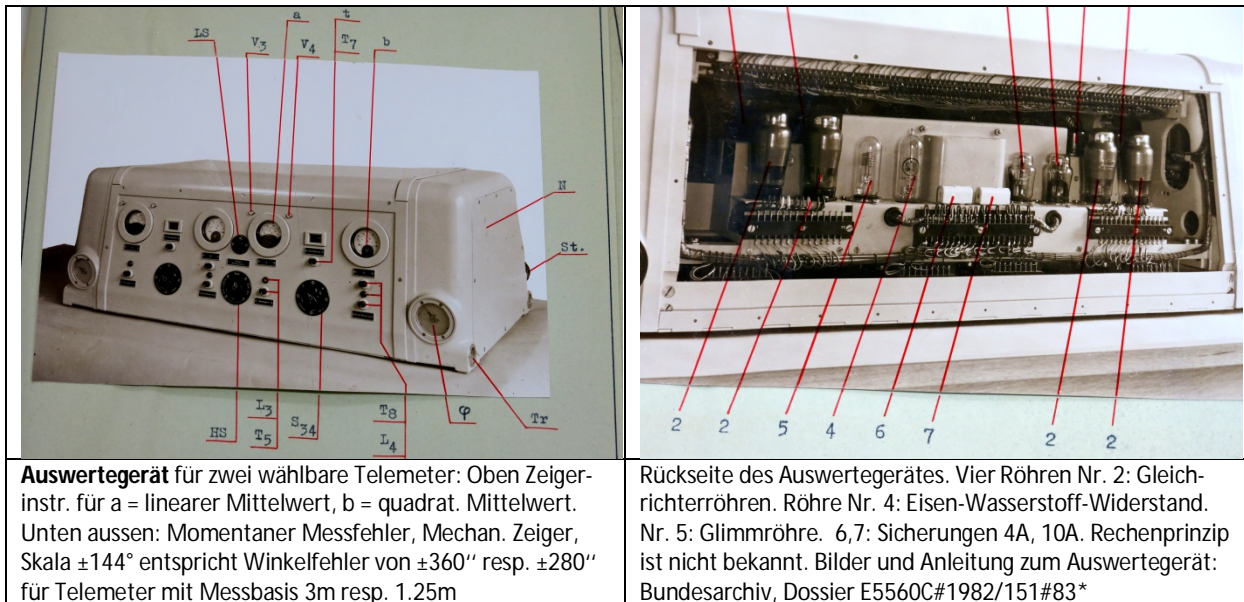 t
a
T7
LS
V3
V4
b
N
St.
L3
T8
φ
Tr
HS
T5
S34
L4
2
2
5
4
6
7
2
2
Auswertegerät für zwei wählbare Telemeter: Oben Zeiger-
instr. für a = linearer Mittelwert, b = quadrat. Mittelwert.
Unten aussen: Momentaner Messfehler, Mechan. Zeiger,
Skala ±144° entspricht Winkelfehler von ±360‘‘ resp. ±280‘‘
für Telemeter mit Messbasis 3m resp. 1.25m
Rückseite des Auswertegerätes. Vier Röhren Nr. 2: Gleich-
richterröhren. Röhre Nr. 4: Eisen-Wasserstoff-Widerstand.
Nr. 5: Glimmröhre. 6,7: Sicherungen 4A, 10A. Rechenprinzip
ist nicht bekannt. Bilder und Anleitung zum Auswertegerät:
Bundesarchiv, Dossier E5560C#1982/151#83*